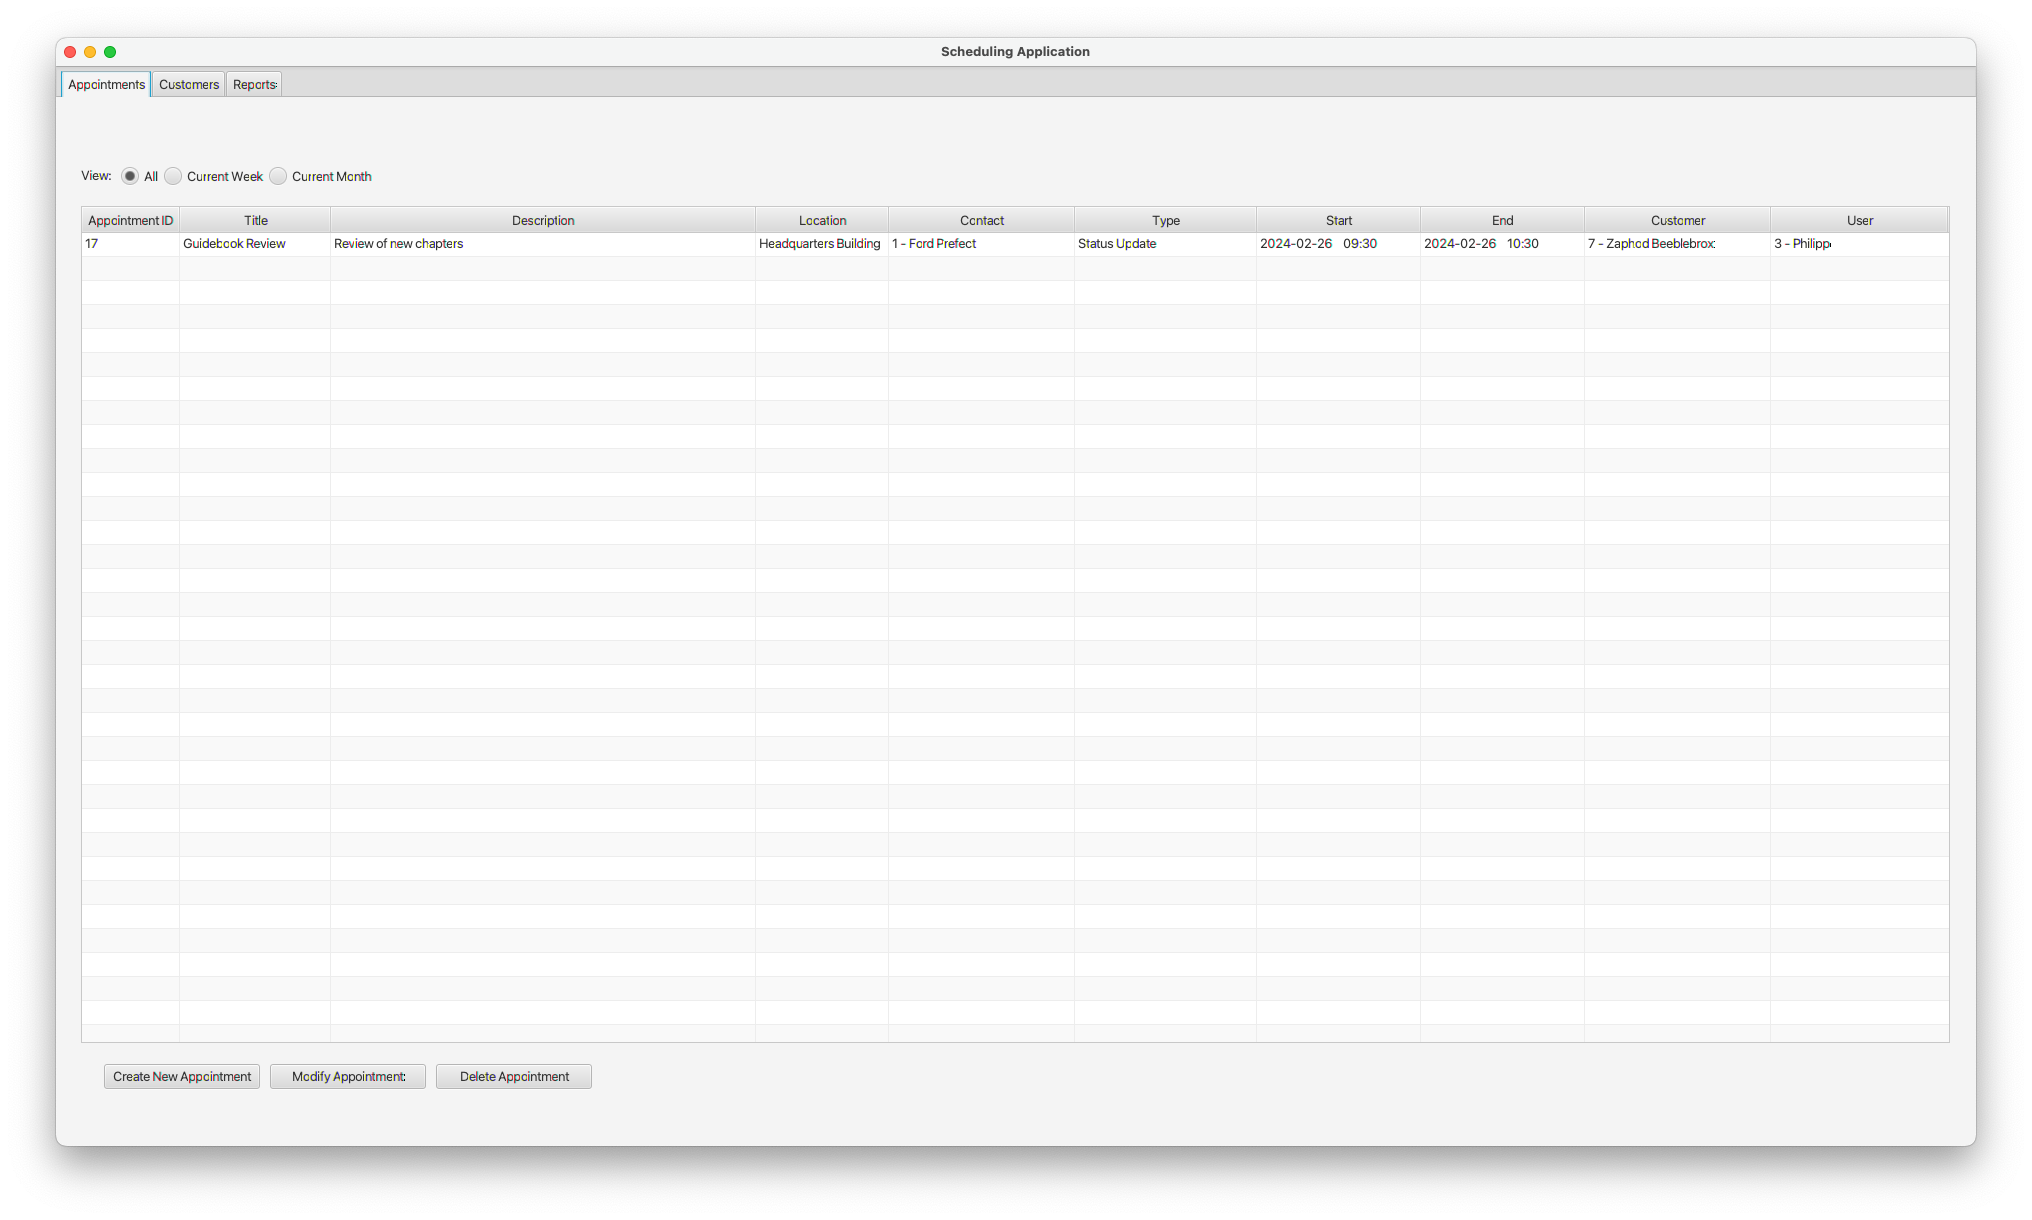 Scheduling Application
Appointments Customers Reports
View: All Current Week Current Month
Appointment ID Title Description Location Contact Type Start End Customer User
17 Guidebook Review Review of new chapters Headquarters Building 1 - Ford Prefect Status Update 2024-02-26 09:30 2024-02-26 10:30 7 - Zaphod Beeblebrox 3 - Philipp
Create New Appointment Modify Appointment Delete Appointment